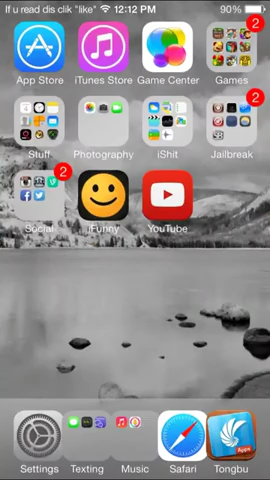 If u read dis clik "like" 12:12 PM 90%
2
App Store iTunes Store Game Center Games
2
Stuff Photography iShit Jailbreak
2
Social iFunny YouTube
Apps
Settings Texting Music Safari Tongbu